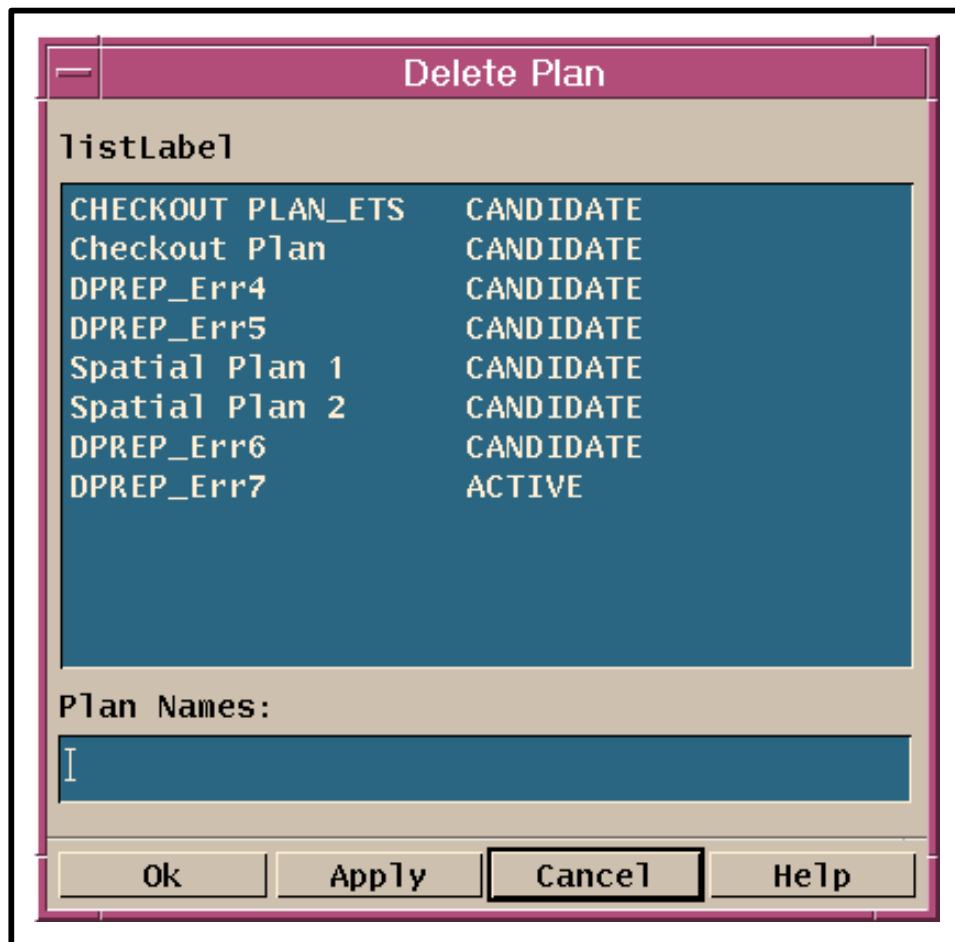 Delete Plan
listLabel
CHECKOUT PLAN_ETS CANDIDATE
Checkout Plan CANDIDATE
DPREP_Err4 CANDIDATE
DPREP_Err5 CANDIDATE
Spatial Plan 1 CANDIDATE
Spatial Plan 2 CANDIDATE
DPREP_Err6 CANDIDATE
DPREP_Err7 ACTIVE
Plan Names:
Ok Apply Cancel Help